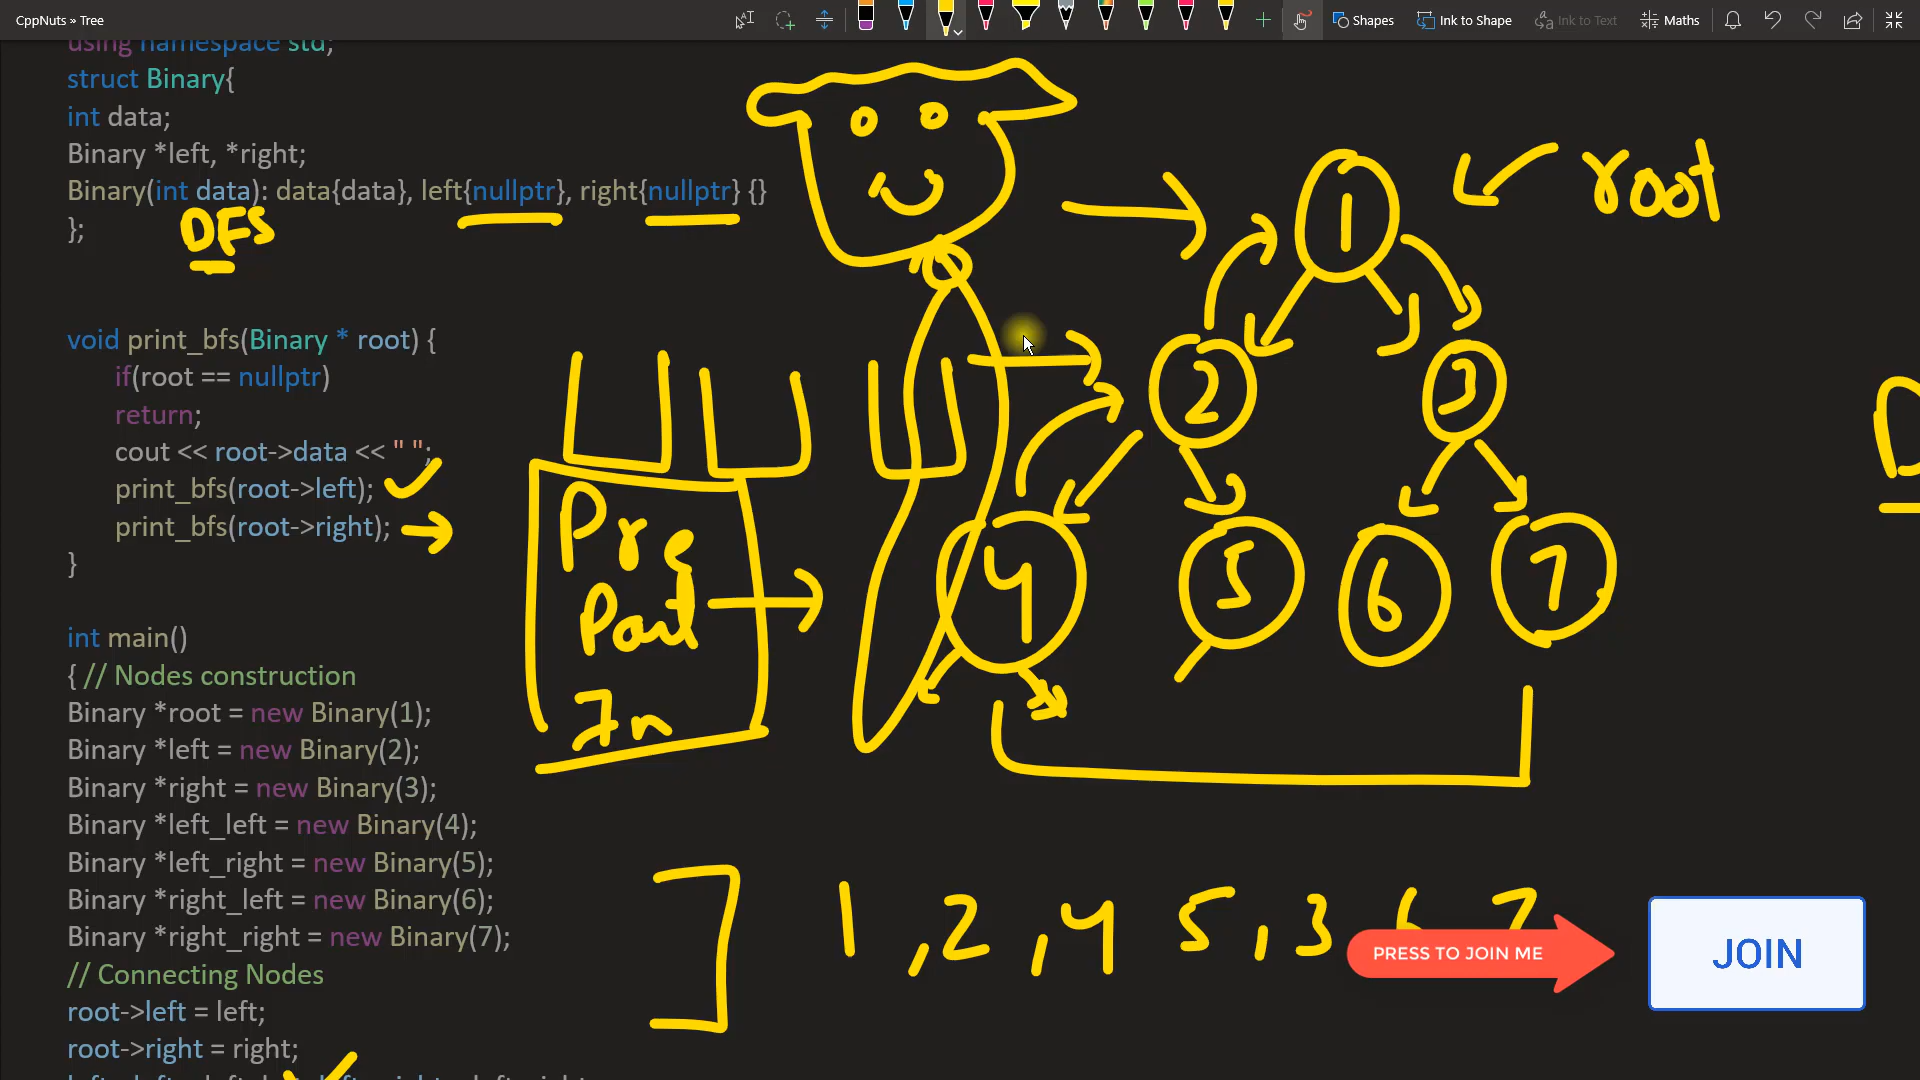 CppNuts » Tree
Shapes
Ink to Shape
Ink to Text
Maths
using namespace std;
struct Binary{
int data;
Binary *left, *right;
Binary(int data): data{data}, left{nullptr}, right{nullptr} {}
};
DFS
void print_bfs(Binary * root) {
if(root == nullptr)
return;
cout << root->data << " ";
print_bfs(root->left);
print_bfs(root->right);
}
int main()
{ // Nodes construction
Binary *root = new Binary(1);
Binary *left = new Binary(2);
Binary *right = new Binary(3);
Binary *left_left = new Binary(4);
Binary *left_right = new Binary(5);
Binary *right_left = new Binary(6);
Binary *right_right = new Binary(7);
// Connecting Nodes
root->left = left;
root->right = right;
Pre
Post
In
root
1
2
3
4
5
6
7
1 , 2 , 4 5 , 3 6 7
PRESS TO JOIN ME
JOIN